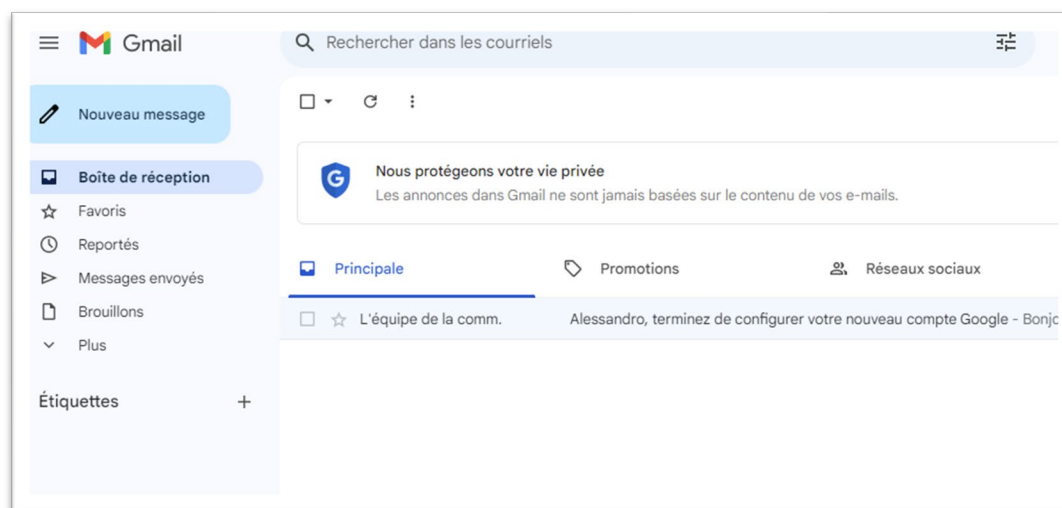 Gmail
Rechercher dans les courriels
Nouveau message
Nous protégeons votre vie privée
Les annonces dans Gmail ne sont jamais basées sur le contenu de vos e-mails.
Boîte de réception
Favoris
Reportés
Messages envoyés
Brouillons
Plus
Étiquettes
Principale Promotions Réseaux sociaux
L'équipe de la comm. Alessandro, terminez de configurer votre nouveau compte Google - Bonjo